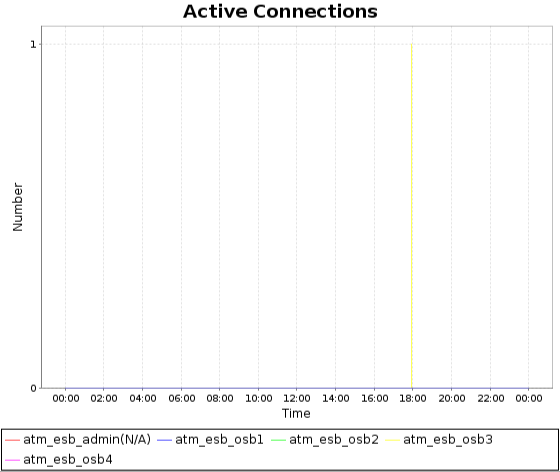 Active Connections
1
Number
0
00:00 02:00 04:00 06:00 08:00 10:00 12:00 14:00 16:00 18:00 20:00 22:00 00:00
Time
atm_esb_admin(N/A) atm_esb_osb1 atm_esb_osb2 atm_esb_osb3
atm_esb_osb4